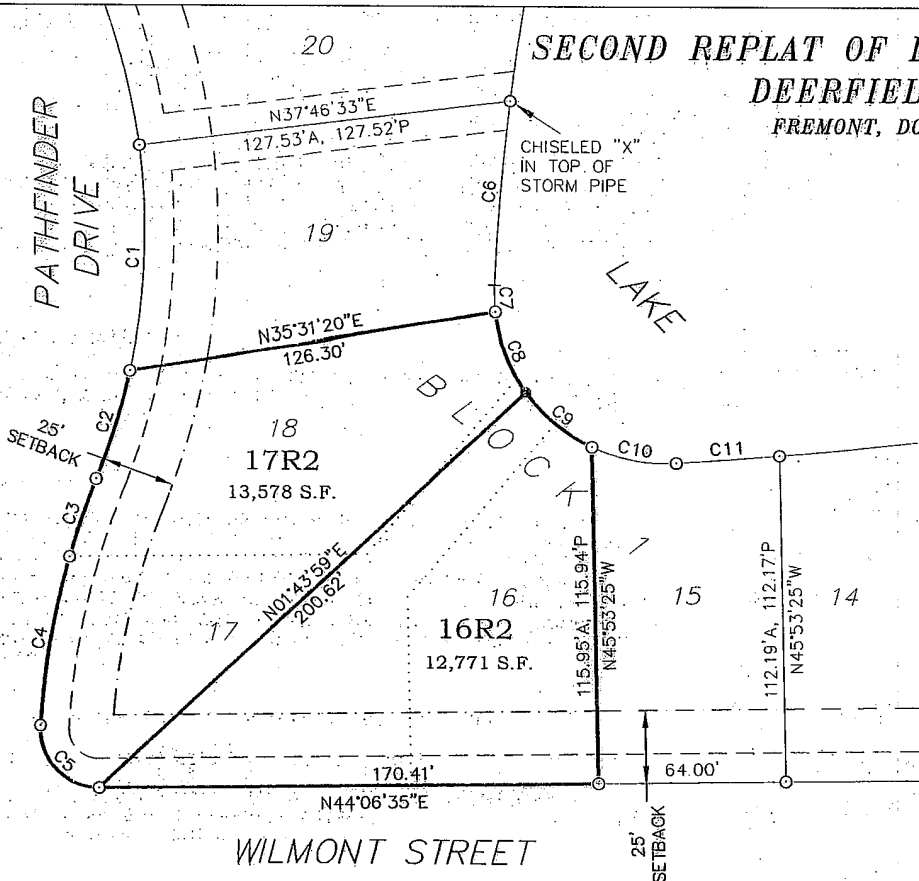 SECOND REPLAT OF
DEERFIEL
FREMONT, DO
20
PATHFINDER
DRIVE
N37°46'33"E
127.53'A, 127.52'P
CHISELED "X"
IN TOP OF
STORM PIPE
C6
C1
19
LAKE
C7
N35°31'20"E
126.30'
C8
BLOCK 1
C2
25'
SETBACK
18
17R2
13,578 S.F.
C9
C10
C11
C3
N01°43'59"E
200.62'
115.95'A, 115.94'P
N45°53'25"W
112.19'A, 112.17'P
N45°53'25"W
16
16R2
12,771 S.F.
15
14
17
C4
C5
170.41'
N44°06'35"E
64.00'
25'
SETBACK
WILMONT STREET